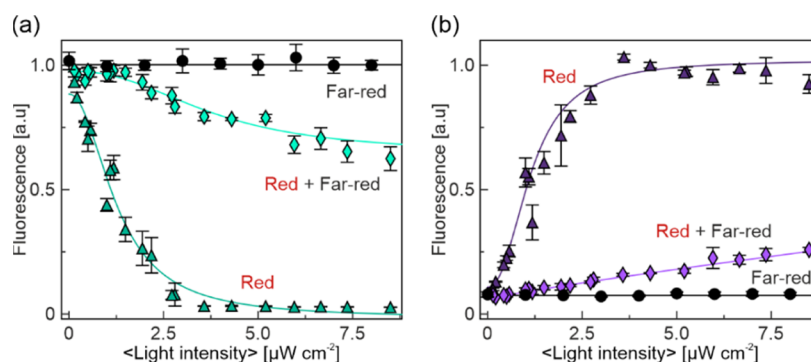 (a)
Fluorescence [a.u]
1.0
0.5
0
Far-red
Red + Far-red
Red
0
2.5
5.0
7.5
<Light intensity> [µW cm⁻²]
(b)
Fluorescence [a.u]
1.0
0.5
0
Red
Red + Far-red
Far-red
0
2.5
5.0
7.5
<Light intensity> [µW cm⁻²]